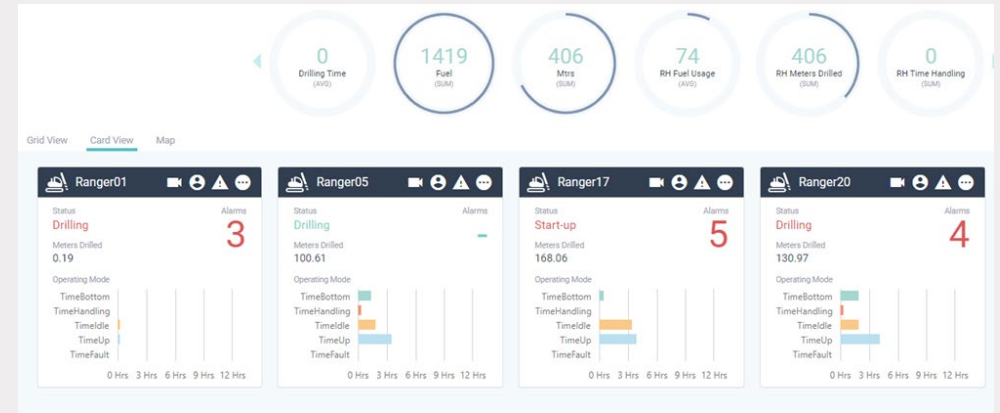 0
Drilling Time
(AVG)
1419
Fuel
(SUM)
406
Mtrs
(SUM)
74
RH Fuel Usage
(AVG)
406
RH Meters Drilled
(SUM)
0
RH Time Handling
(SUM)
Grid View Card View Map
Ranger01
Status Alarms
Drilling 3
Meters Drilled
0.19
Operating Mode
TimeBottom
TimeHandling
TimeIdle
TimeUp
TimeFault
0 Hrs 3 Hrs 6 Hrs 9 Hrs 12 Hrs
Ranger05
Status Alarms
Drilling -
Meters Drilled
100.61
Operating Mode
TimeBottom
TimeHandling
TimeIdle
TimeUp
TimeFault
0 Hrs 3 Hrs 6 Hrs 9 Hrs 12 Hrs
Ranger17
Status Alarms
Start-up 5
Meters Drilled
168.06
Operating Mode
TimeBottom
TimeHandling
TimeIdle
TimeUp
TimeFault
0 Hrs 3 Hrs 6 Hrs 9 Hrs 12 Hrs
Ranger20
Status Alarms
Drilling 4
Meters Drilled
130.97
Operating Mode
TimeBottom
TimeHandling
TimeIdle
TimeUp
TimeFault
0 Hrs 3 Hrs 6 Hrs 9 Hrs 12 Hrs